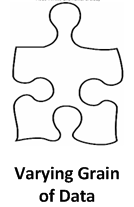 Varying Grain
of Data